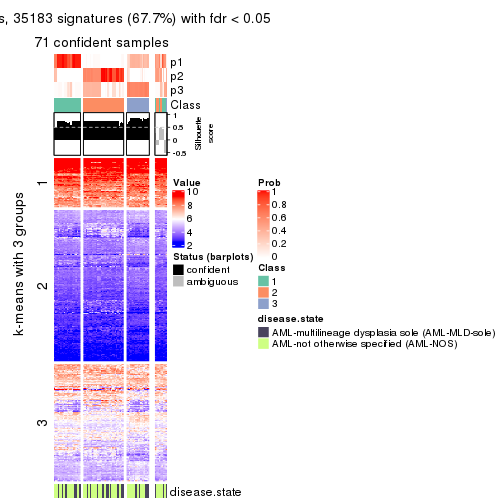 s, 35183 signatures (67.7%) with fdr < 0.05
71 confident samples
p1
p2
p3
Class
1
0.5
0
-0.5
Silhouette
score
k-means with 3 groups
1
2
3
disease.state
Value
10
8
6
4
2
Status (barplots)
confident
ambiguous
Prob
1
0.8
0.6
0.4
0.2
0
Class
1
2
3
disease.state
AML-multilineage dysplasia sole (AML-MLD-sole)
AML-not otherwise specified (AML-NOS)